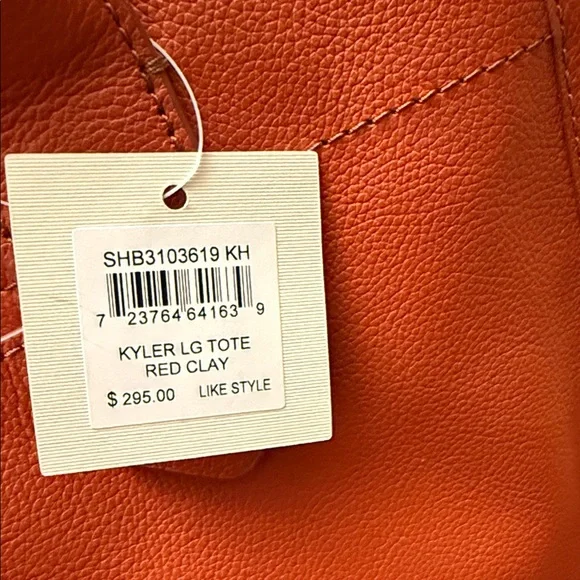 SHB3103619 KH
7 23764 64163 9
KYLER LG TOTE
RED CLAY
$ 295.00 LIKE STYLE